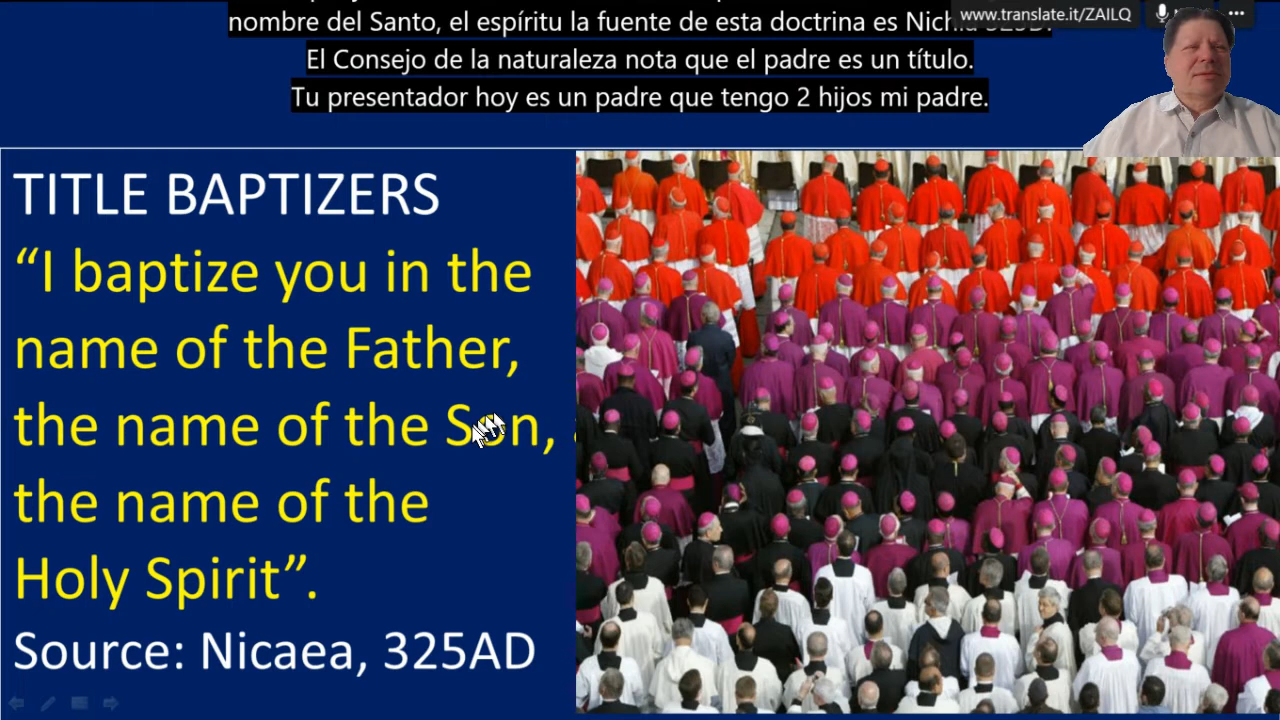 nombre del Santo, el espíritu la fuente de esta doctrina es
El Consejo de la naturaleza nota que el padre es un título.
Tu presentador hoy es un padre que tengo 2 hijos mi padre.
www.translate.it/ZAILQ
TITLE BAPTIZERS
“I baptize you in the
name of the Father,
the name of the Son,
the name of the
Holy Spirit”.
Source: Nicaea, 325AD